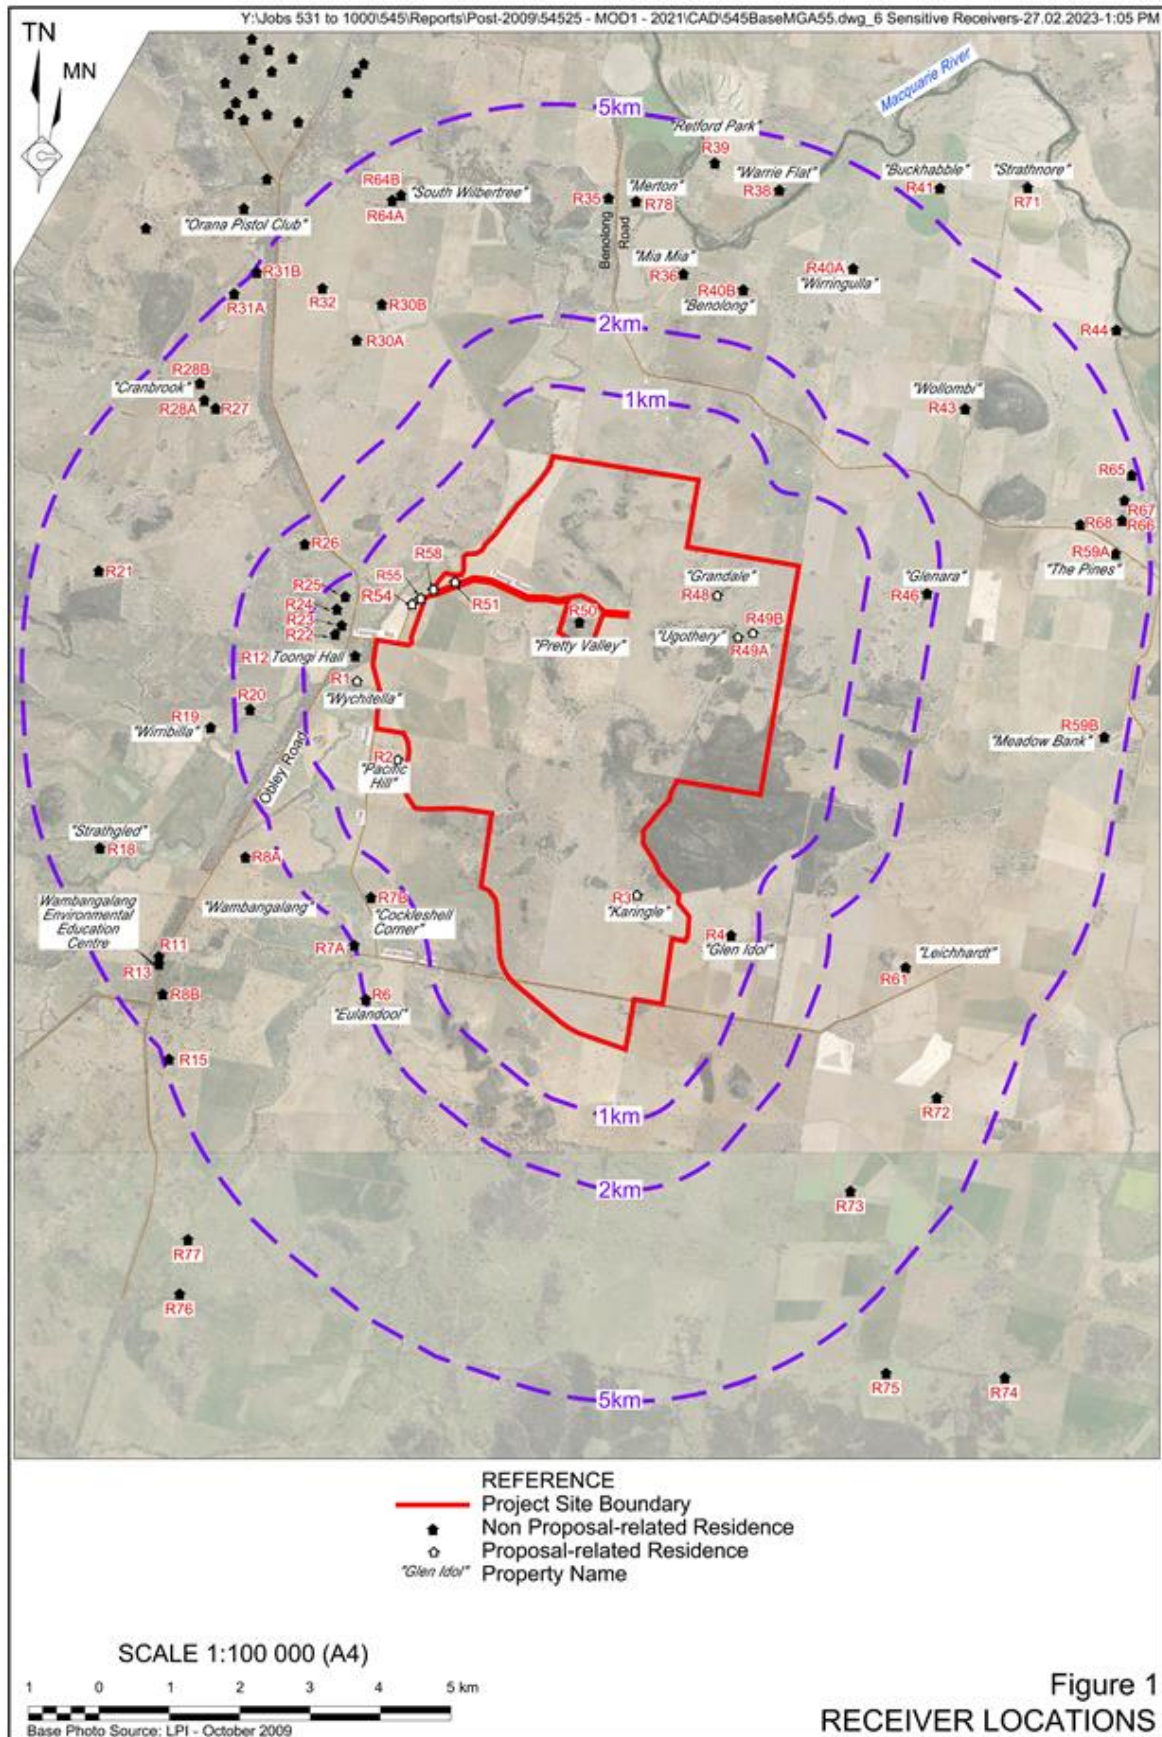 Y:\Jobs 531 to 1000\545\Reports\Post-2009\54525 - MOD1 - 2021\CAD\545BaseMGA55.dwg_6 Sensitive Receivers-27.02.2023-1:05 PM
TN
MN
Macquarie River
5km
"Retford Park"
R39
"Warrie Flat"
R38
"Buckhabble"
R41
"Strathnore"
R71
R64B
"South Wilbertree"
R64A
R35
"Merton"
R78
"Orana Pistol Club"
Benolong
Road
"Mia Mia"
R36
R40A
"Wirringulla"
R31B
R32
R31A
R30B
R40B
"Benolong"
2km
R44
R30A
R28B
"Cranbrook"
R28A
R27
1km
"Wollombi"
R43
R65
R67
R68
R66
R26
R59A
"The Pines"
R21
R58
R55
R54
R51
"Grandale"
R48
"Glenara"
R46
R25
R24
R23
R22
R50
"Pretty Valley"
R49B
"Ugothery"
R49A
R12
Toongi Hall
R1
"Wychitella"
R20
R19
"Wirribilla"
R59B
"Meadow Bank"
Obley Road
R2
"Pacific
Hill"
"Strathgled"
R18
R8A
Wambangalang
Environmental
Education
Centre
"Wambangalang"
R7B
"Cockleshell
Corner"
R3
"Karingle"
R11
R13
R7A
R4
"Glen Idol"
"Leichhardt"
R61
R8B
R6
"Eulandool"
R15
R72
1km
2km
R73
R77
R76
R75
R74
5km
REFERENCE
Project Site Boundary
Non Proposal-related Residence
Proposal-related Residence
"Glen Idol" Property Name
SCALE 1:100 000 (A4)
1 0 1 2 3 4 5 km
Base Photo Source: LPI - October 2009
Figure 1
RECEIVER LOCATIONS